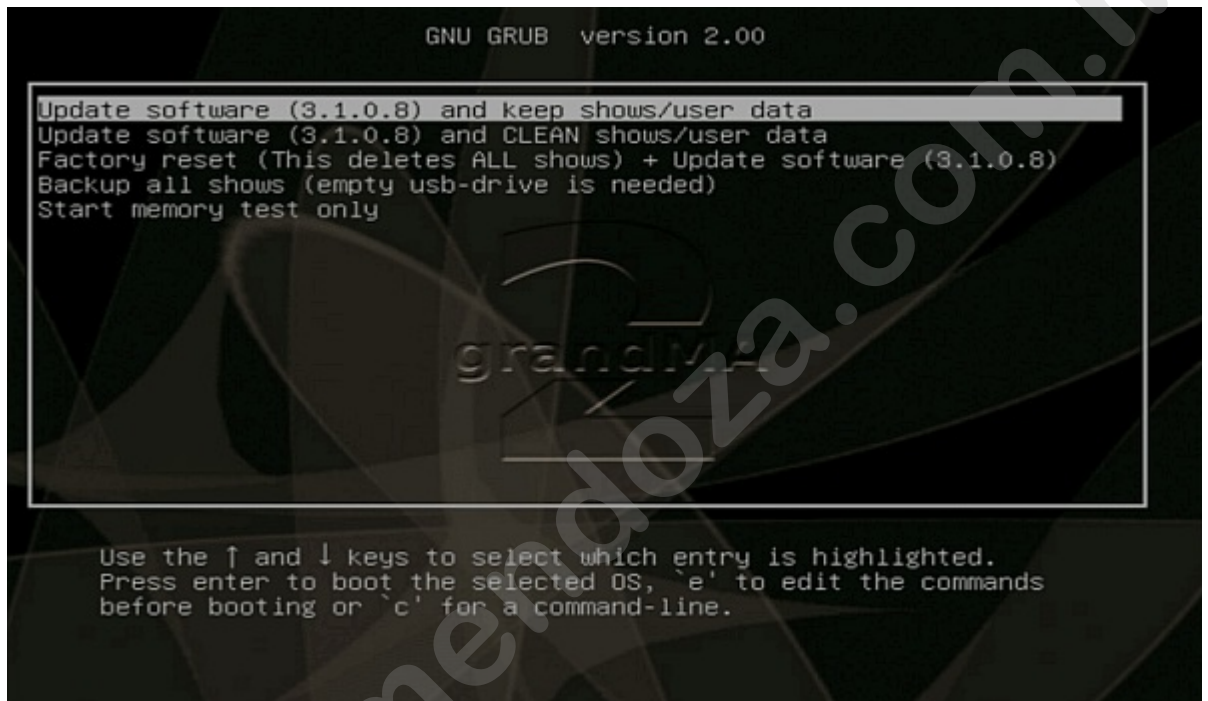 GNU GRUB version 2.00
Update software (3.1.0.8) and keep shows/user data
Update software (3.1.0.8) and CLEAN shows/user data
Factory reset (This deletes ALL shows) + Update software (3.1.0.8)
Backup all shows (empty usb-drive is needed)
Start memory test only
2
grandMA
Use the ↑ and ↓ keys to select which entry is highlighted.
Press enter to boot the selected OS, `e' to edit the commands
before booting or `c' for a command-line.
mendoza.com.